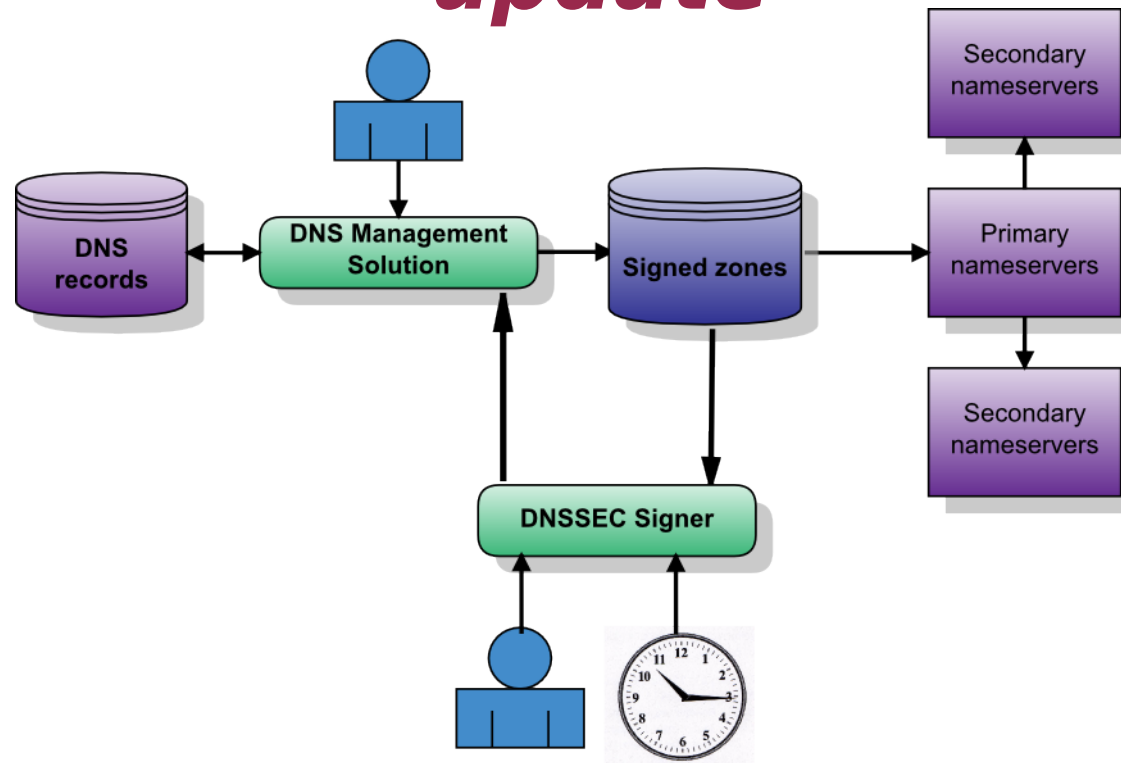 update
Secondary
nameservers
DNS Management
Solution
DNS
records
Signed zones
Primary
nameservers
Secondary
nameservers
DNSSEC Signer
12
1
2
3
4
5
6
7
8
9
10
11